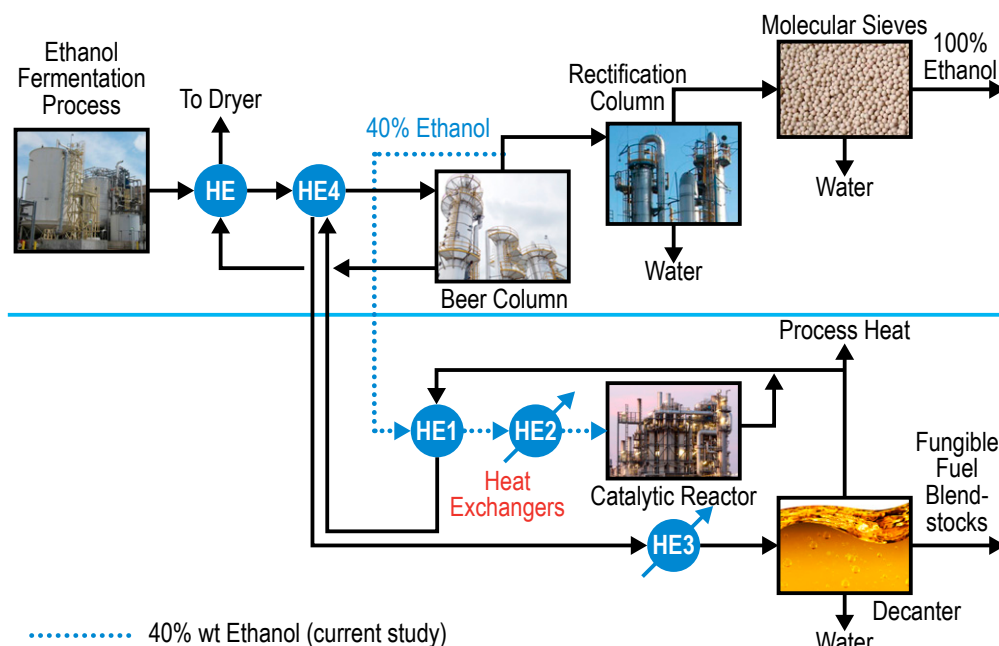 Molecular Sieves
100%
Ethanol
Ethanol
Fermentation
Process
Rectification
Column
To Dryer
40% Ethanol
HE
HE4
Water
Water
Beer Column
Process Heat
HE1
HE2
Heat
Exchangers
Catalytic Reactor
Fungible
Fuel
Blend-
stocks
HE3
Decanter
Water
40% wt Ethanol (current study)